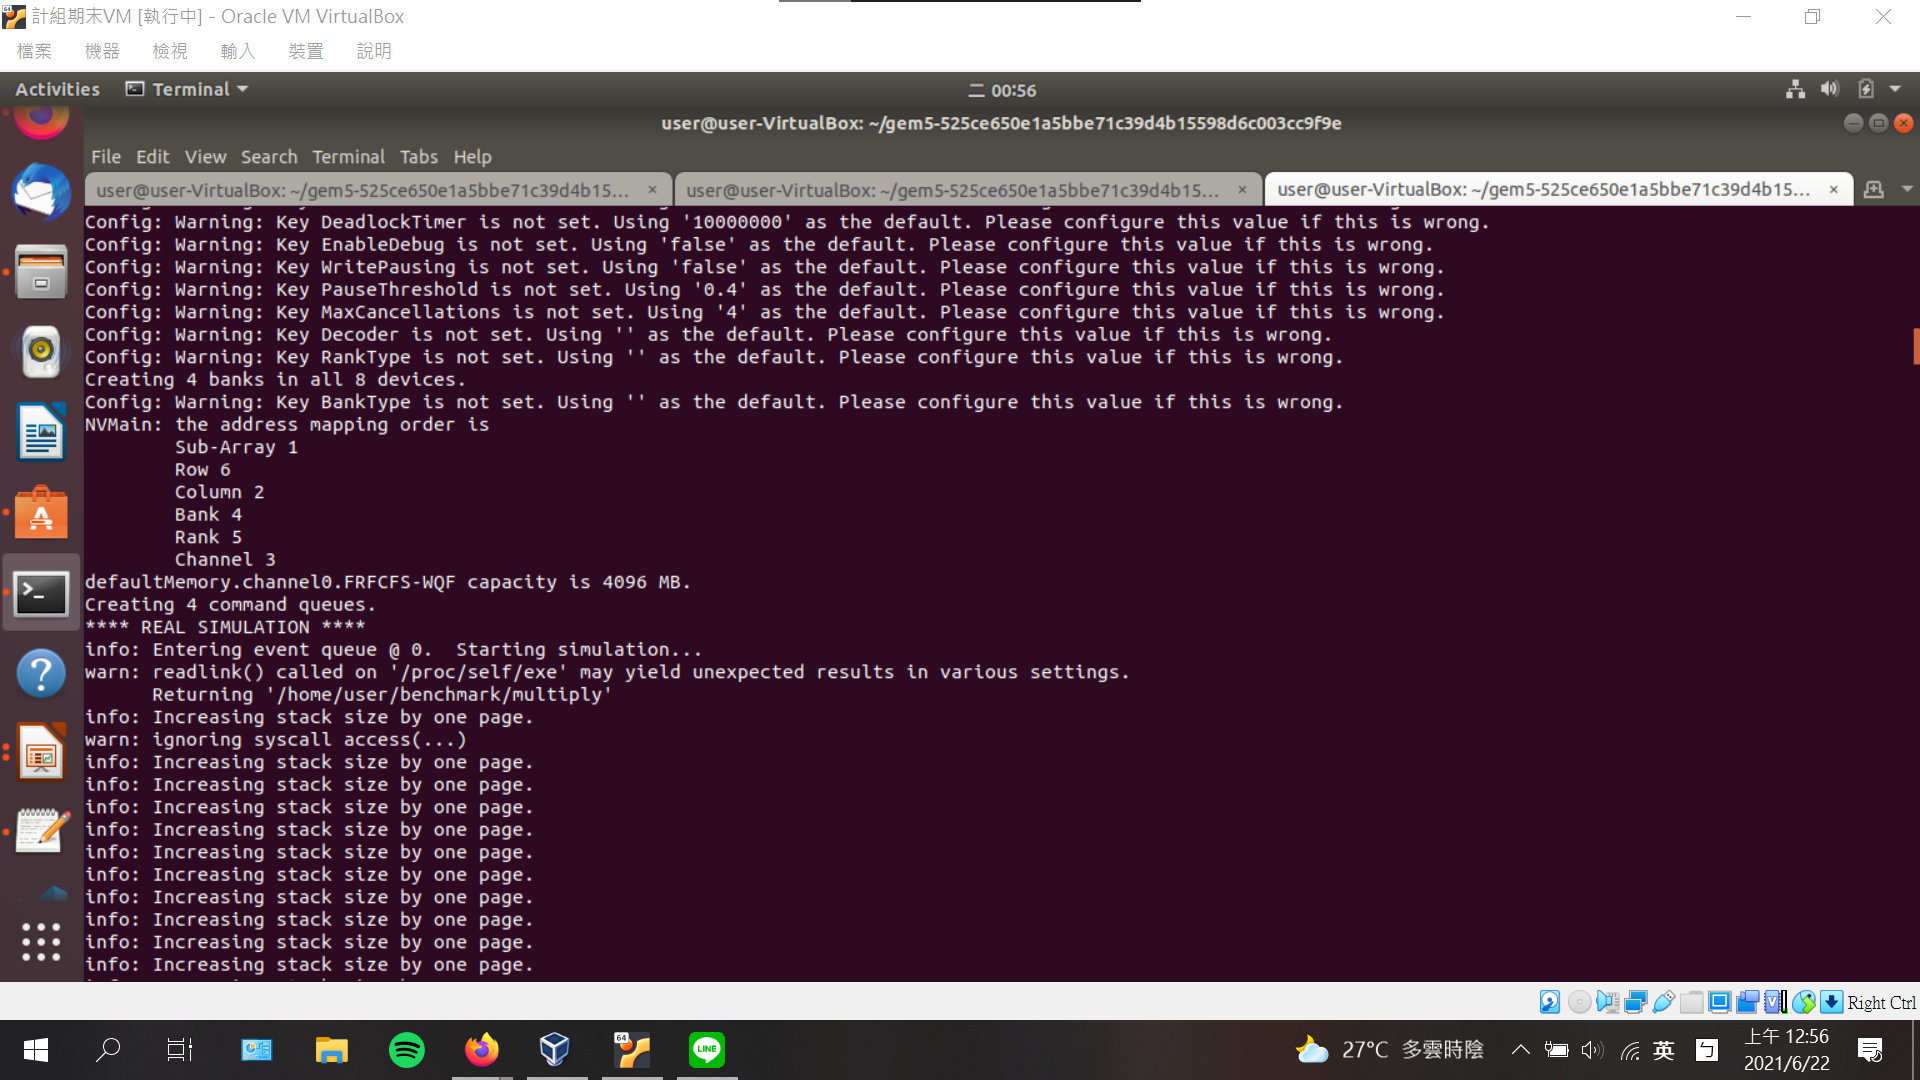 計組期末VM [執行中] - Oracle VM VirtualBox
檔案 機器 檢視 輸入 裝置 說明
Activities Terminal 二 00:56
user@user-VirtualBox: ~/gem5-525ce650e1a5bbe71c39d4b15598d6c003cc9f9e
File Edit View Search Terminal Tabs Help
user@user-VirtualBox: ~/gem5-525ce650e1a5bbe71c39d4b15... × user@user-VirtualBox: ~/gem5-525ce650e1a5bbe71c39d4b15... × user@user-VirtualBox: ~/gem5-525ce650e1a5bbe71c39d4b15... ×
Config: Warning: Key DeadlockTimer is not set. Using '10000000' as the default. Please configure this value if this is wrong.
Config: Warning: Key EnableDebug is not set. Using 'false' as the default. Please configure this value if this is wrong.
Config: Warning: Key WritePausing is not set. Using 'false' as the default. Please configure this value if this is wrong.
Config: Warning: Key PauseThreshold is not set. Using '0.4' as the default. Please configure this value if this is wrong.
Config: Warning: Key MaxCancellations is not set. Using '4' as the default. Please configure this value if this is wrong.
Config: Warning: Key Decoder is not set. Using '' as the default. Please configure this value if this is wrong.
Config: Warning: Key RankType is not set. Using '' as the default. Please configure this value if this is wrong.
Creating 4 banks in all 8 devices.
Config: Warning: Key BankType is not set. Using '' as the default. Please configure this value if this is wrong.
NVMain: the address mapping order is
Sub-Array 1
Row 6
Column 2
Bank 4
Rank 5
Channel 3
defaultMemory.channel0.FRFCFS-WQF capacity is 4096 MB.
Creating 4 command queues.
**** REAL SIMULATION ****
info: Entering event queue @ 0.  Starting simulation...
warn: readlink() called on '/proc/self/exe' may yield unexpected results in various settings.
Returning '/home/user/benchmark/multiply'
info: Increasing stack size by one page.
warn: ignoring syscall access(...)
info: Increasing stack size by one page.
info: Increasing stack size by one page.
info: Increasing stack size by one page.
info: Increasing stack size by one page.
info: Increasing stack size by one page.
info: Increasing stack size by one page.
info: Increasing stack size by one page.
info: Increasing stack size by one page.
info: Increasing stack size by one page.
info: Increasing stack size by one page.
Right Ctrl
64
LINE
27°C 多雲時陰
英 ㄅ
上午 12:56
2021/6/22